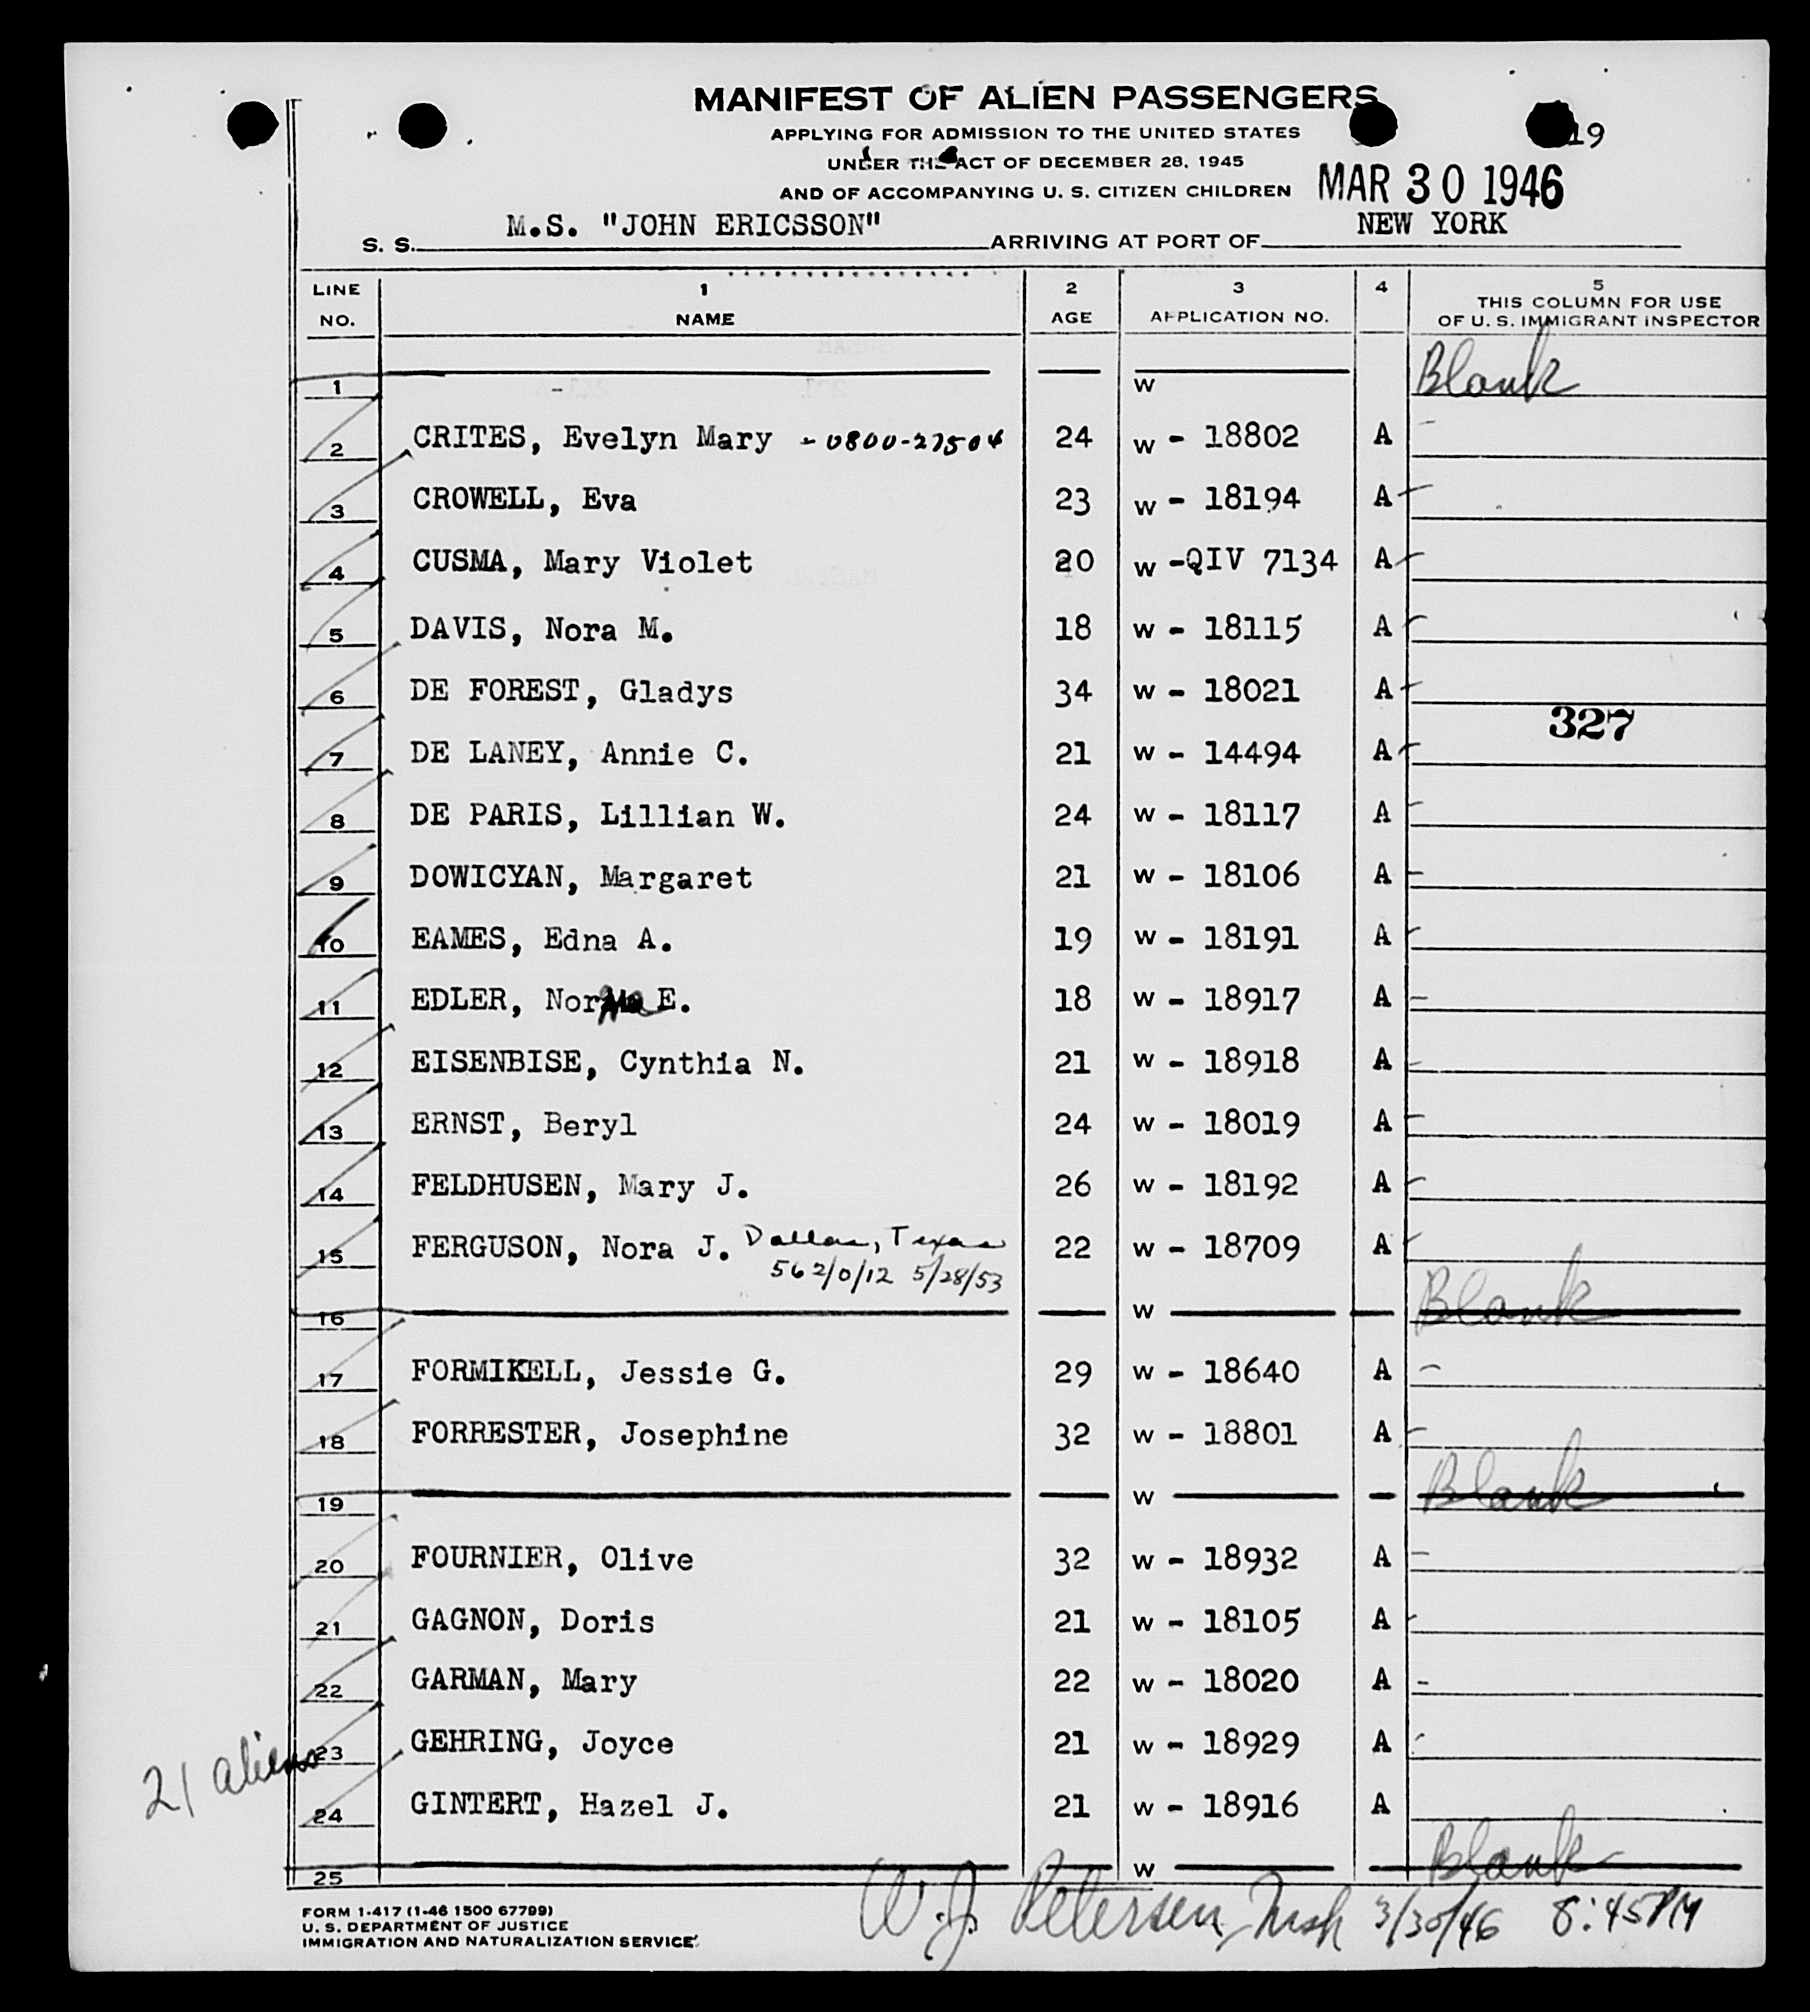 MANIFEST OF ALIEN PASSENGERS
APPLYING FOR ADMISSION TO THE UNITED STATES
UNDER THE ACT OF DECEMBER 28, 1945
AND OF ACCOMPANYING U. S. CITIZEN CHILDREN
19
MAR 30 1946
S. S. M.S. "JOHN ERICSSON" ARRIVING AT PORT OF NEW YORK
LINE NO. 1 NAME 2 AGE 3 APPLICATION NO. 4 5 THIS COLUMN FOR USE OF U. S. IMMIGRANT INSPECTOR
1 - W Blank
2 CRITES, Evelyn Mary - 0800-27504 24 W - 18802 A
3 CROWELL, Eva 23 W - 18194 A
4 CUSMA, Mary Violet 20 W -QIV 7134 A
5 DAVIS, Nora M. 18 W - 18115 A
6 DE FOREST, Gladys 34 W - 18021 A
327
7 DE LANEY, Annie C. 21 W - 14494 A
8 DE PARIS, Lillian W. 24 W - 18117 A
9 DOWICYAN, Margaret 21 W - 18106 A
10 EAMES, Edna A. 19 W - 18191 A
11 EDLER, Norma E. 18 W - 18917 A
12 EISENBISE, Cynthia N. 21 W - 18918 A
13 ERNST, Beryl 24 W - 18019 A
14 FELDHUSEN, Mary J. 26 W - 18192 A
15 FERGUSON, Nora J. Dallas, Texas 22 W - 18709 A
562/0/12 5/28/53
16 W Blank
17 FORMIKELL, Jessie G. 29 W - 18640 A
18 FORRESTER, Josephine 32 W - 18801 A
19 W Blank
20 FOURNIER, Olive 32 W - 18932 A
21 GAGNON, Doris 21 W - 18105 A
22 GARMAN, Mary 22 W - 18020 A
23 GEHRING, Joyce 21 W - 18929 A
21 aliens
24 GINTERT, Hazel J. 21 W - 18916 A
25 W Blank
W. J. Petersen, Insp 3/30/46 8:45 PM
FORM 1-417 (1-46 1500 67799)
U. S. DEPARTMENT OF JUSTICE
IMMIGRATION AND NATURALIZATION SERVICE